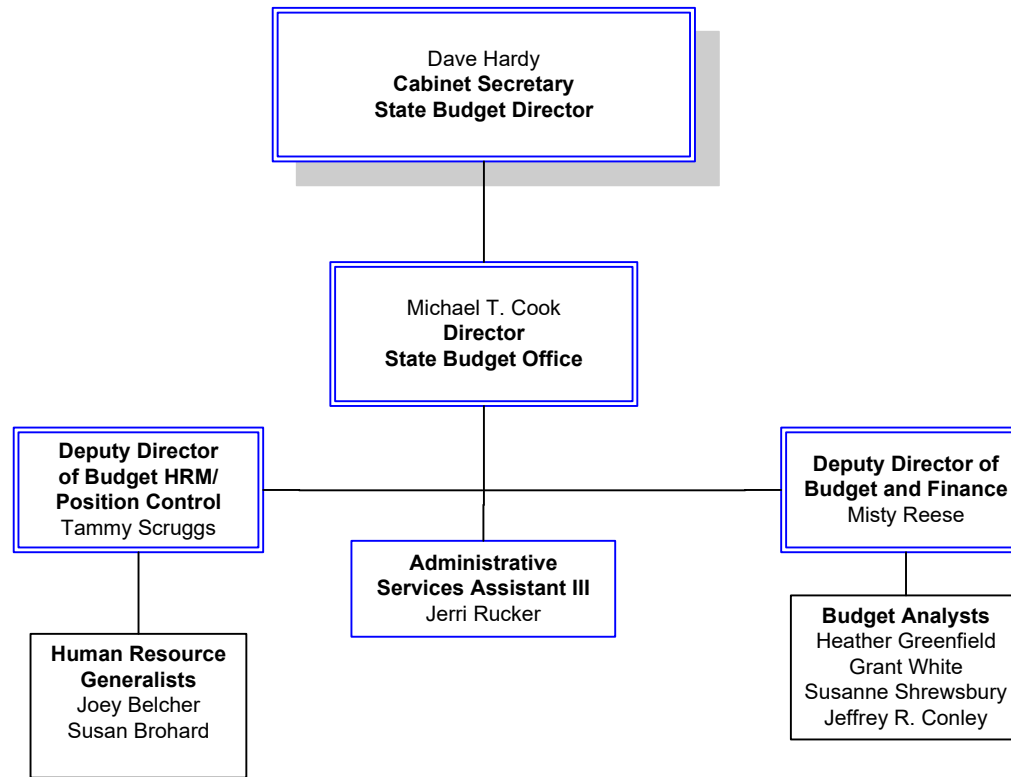 Dave Hardy
Cabinet Secretary
State Budget Director
Michael T. Cook
Director
State Budget Office
Deputy Director
of Budget HRM/
Position Control
Tammy Scruggs
Administrative
Services Assistant III
Jerri Rucker
Deputy Director of
Budget and Finance
Misty Reese
Human Resource
Generalists
Joey Belcher
Susan Brohard
Budget Analysts
Heather Greenfield
Grant White
Susanne Shrewsbury
Jeffrey R. Conley